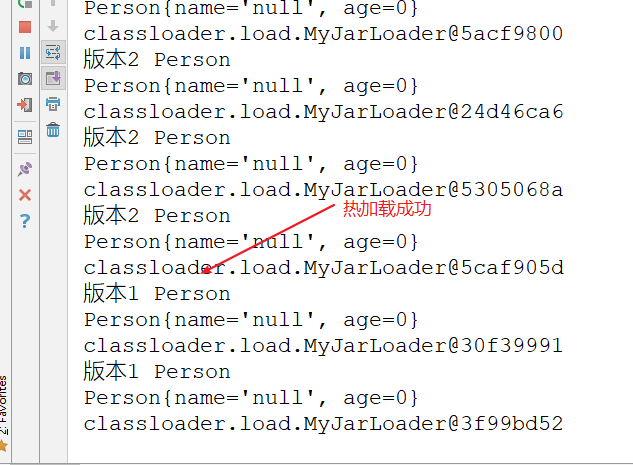 Person{name='null', age=0}
classloader.load.MyJarLoader@5acf9800
版本2 Person
Person{name='null', age=0}
classloader.load.MyJarLoader@24d46ca6
版本2 Person
Person{name='null', age=0}
classloader.load.MyJarLoader@5305068a
版本2 Person
热加载成功
Person{name='null', age=0}
classloader.load.MyJarLoader@5caf905d
版本1 Person
Person{name='null', age=0}
classloader.load.MyJarLoader@30f39991
版本1 Person
Person{name='null', age=0}
classloader.load.MyJarLoader@3f99bd52
2: Favorites